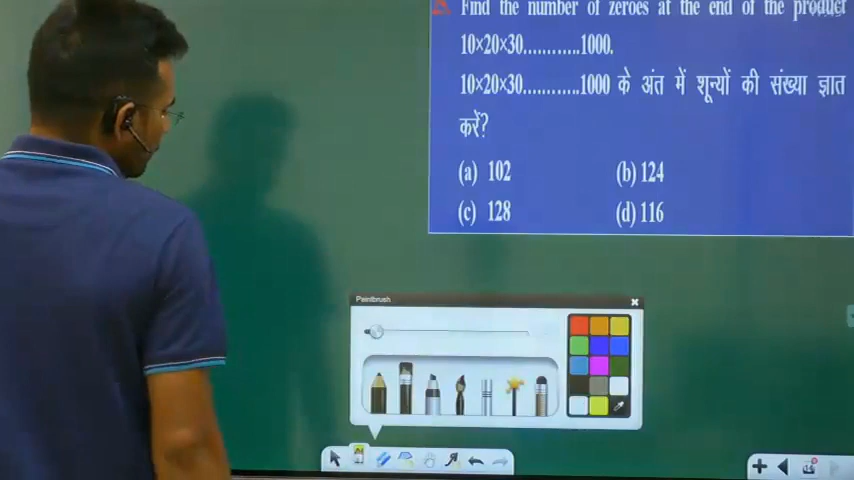 Find the number of zeroes at the end of the product
10×20×30............1000.
10×20×30............1000 के अंत में शून्यों की संख्या ज्ञात
करें?
(a) 102 (b) 124
(c) 128 (d) 116
Paintbrush